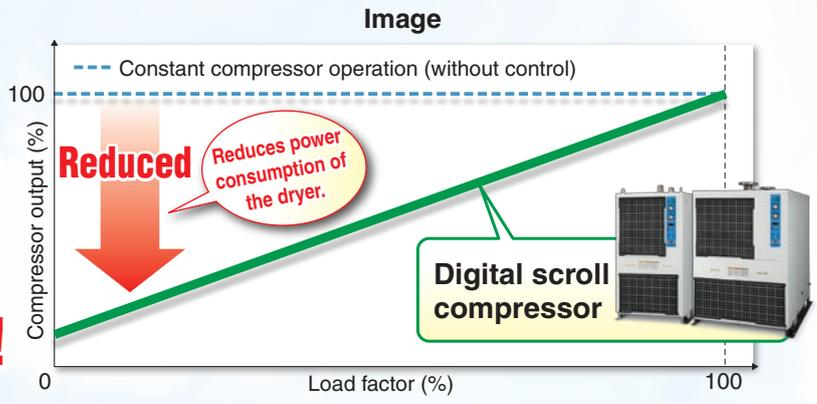 Image
Constant compressor operation (without control)
100
Compressor output (%)
Reduced
Reduces power
consumption of
the dryer.
Digital scroll
compressor
!
0
Load factor (%)
100